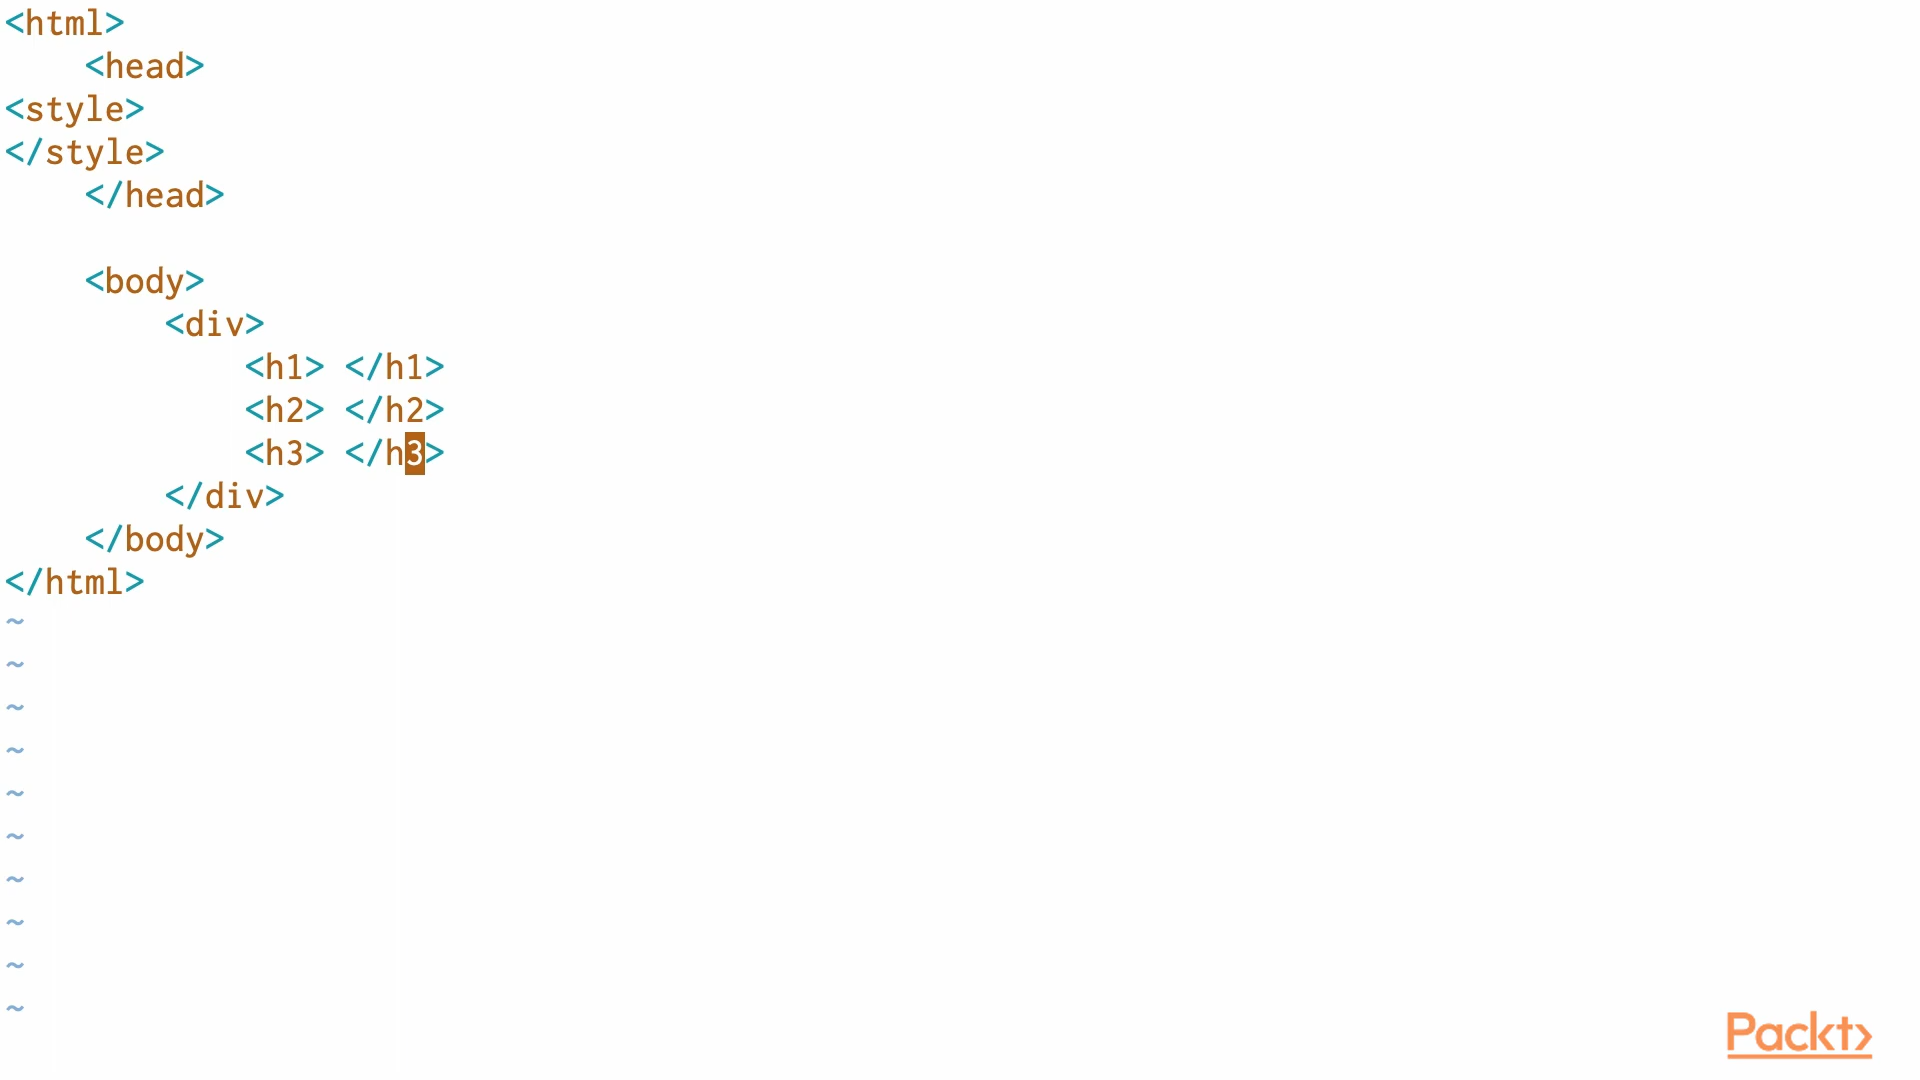 <html>
    <head>
<style>
</style>
    </head>

    <body>
        <div>
            <h1> </h1>
            <h2> </h2>
            <h3> </h3>
        </div>
    </body>
</html>
~
~
~
~
~
~
~
~
~
~
Packt>